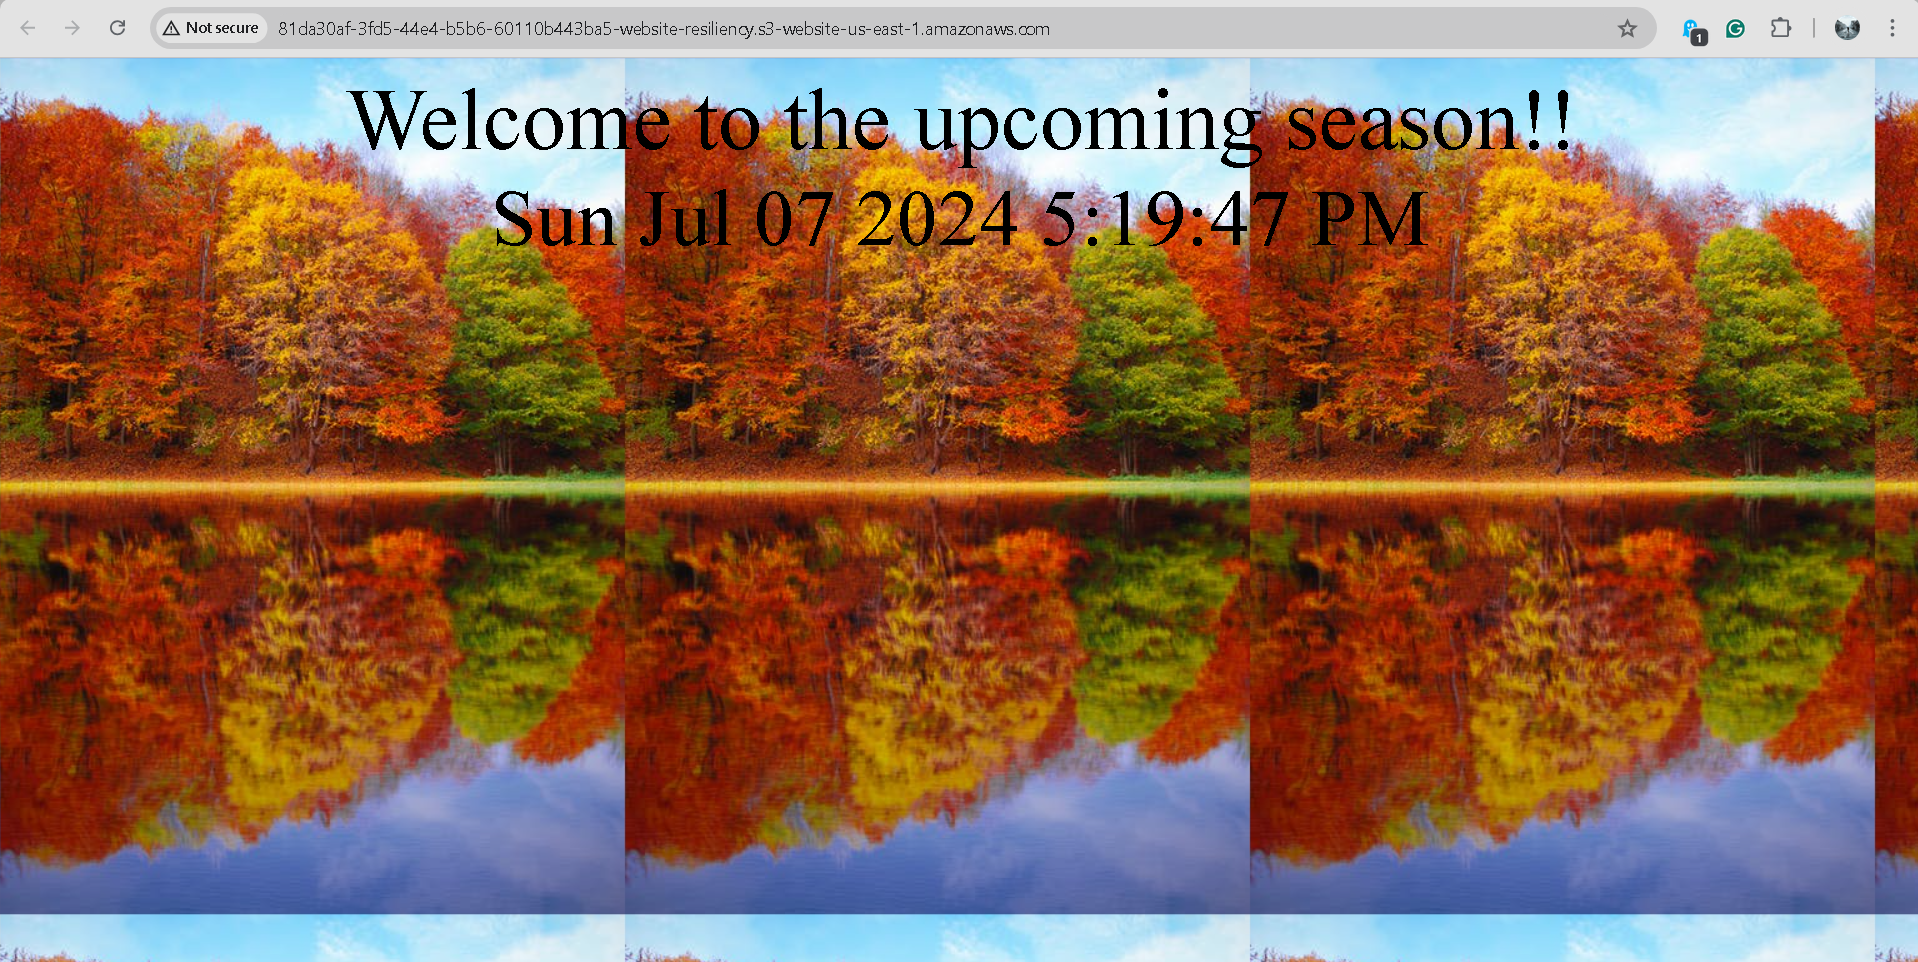 Not secure 81da30af-3fd5-44e4-b5b6-60110b443ba5-website-resiliency.s3-website-us-east-1.amazonaws.com
1
Welcome to the upcoming season!!
Sun Jul 07 2024 5:19:47 PM